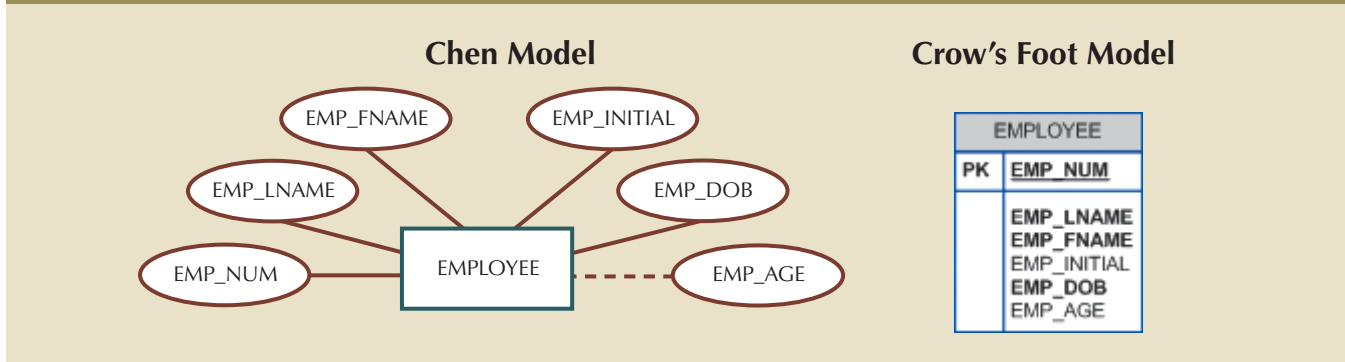 Chen Model
EMP_FNAME
EMP_INITIAL
EMP_LNAME
EMP_DOB
EMP_NUM
EMPLOYEE
EMP_AGE
Crow’s Foot Model
EMPLOYEE
PK EMP_NUM
EMP_LNAME
EMP_FNAME
EMP_INITIAL
EMP_DOB
EMP_AGE